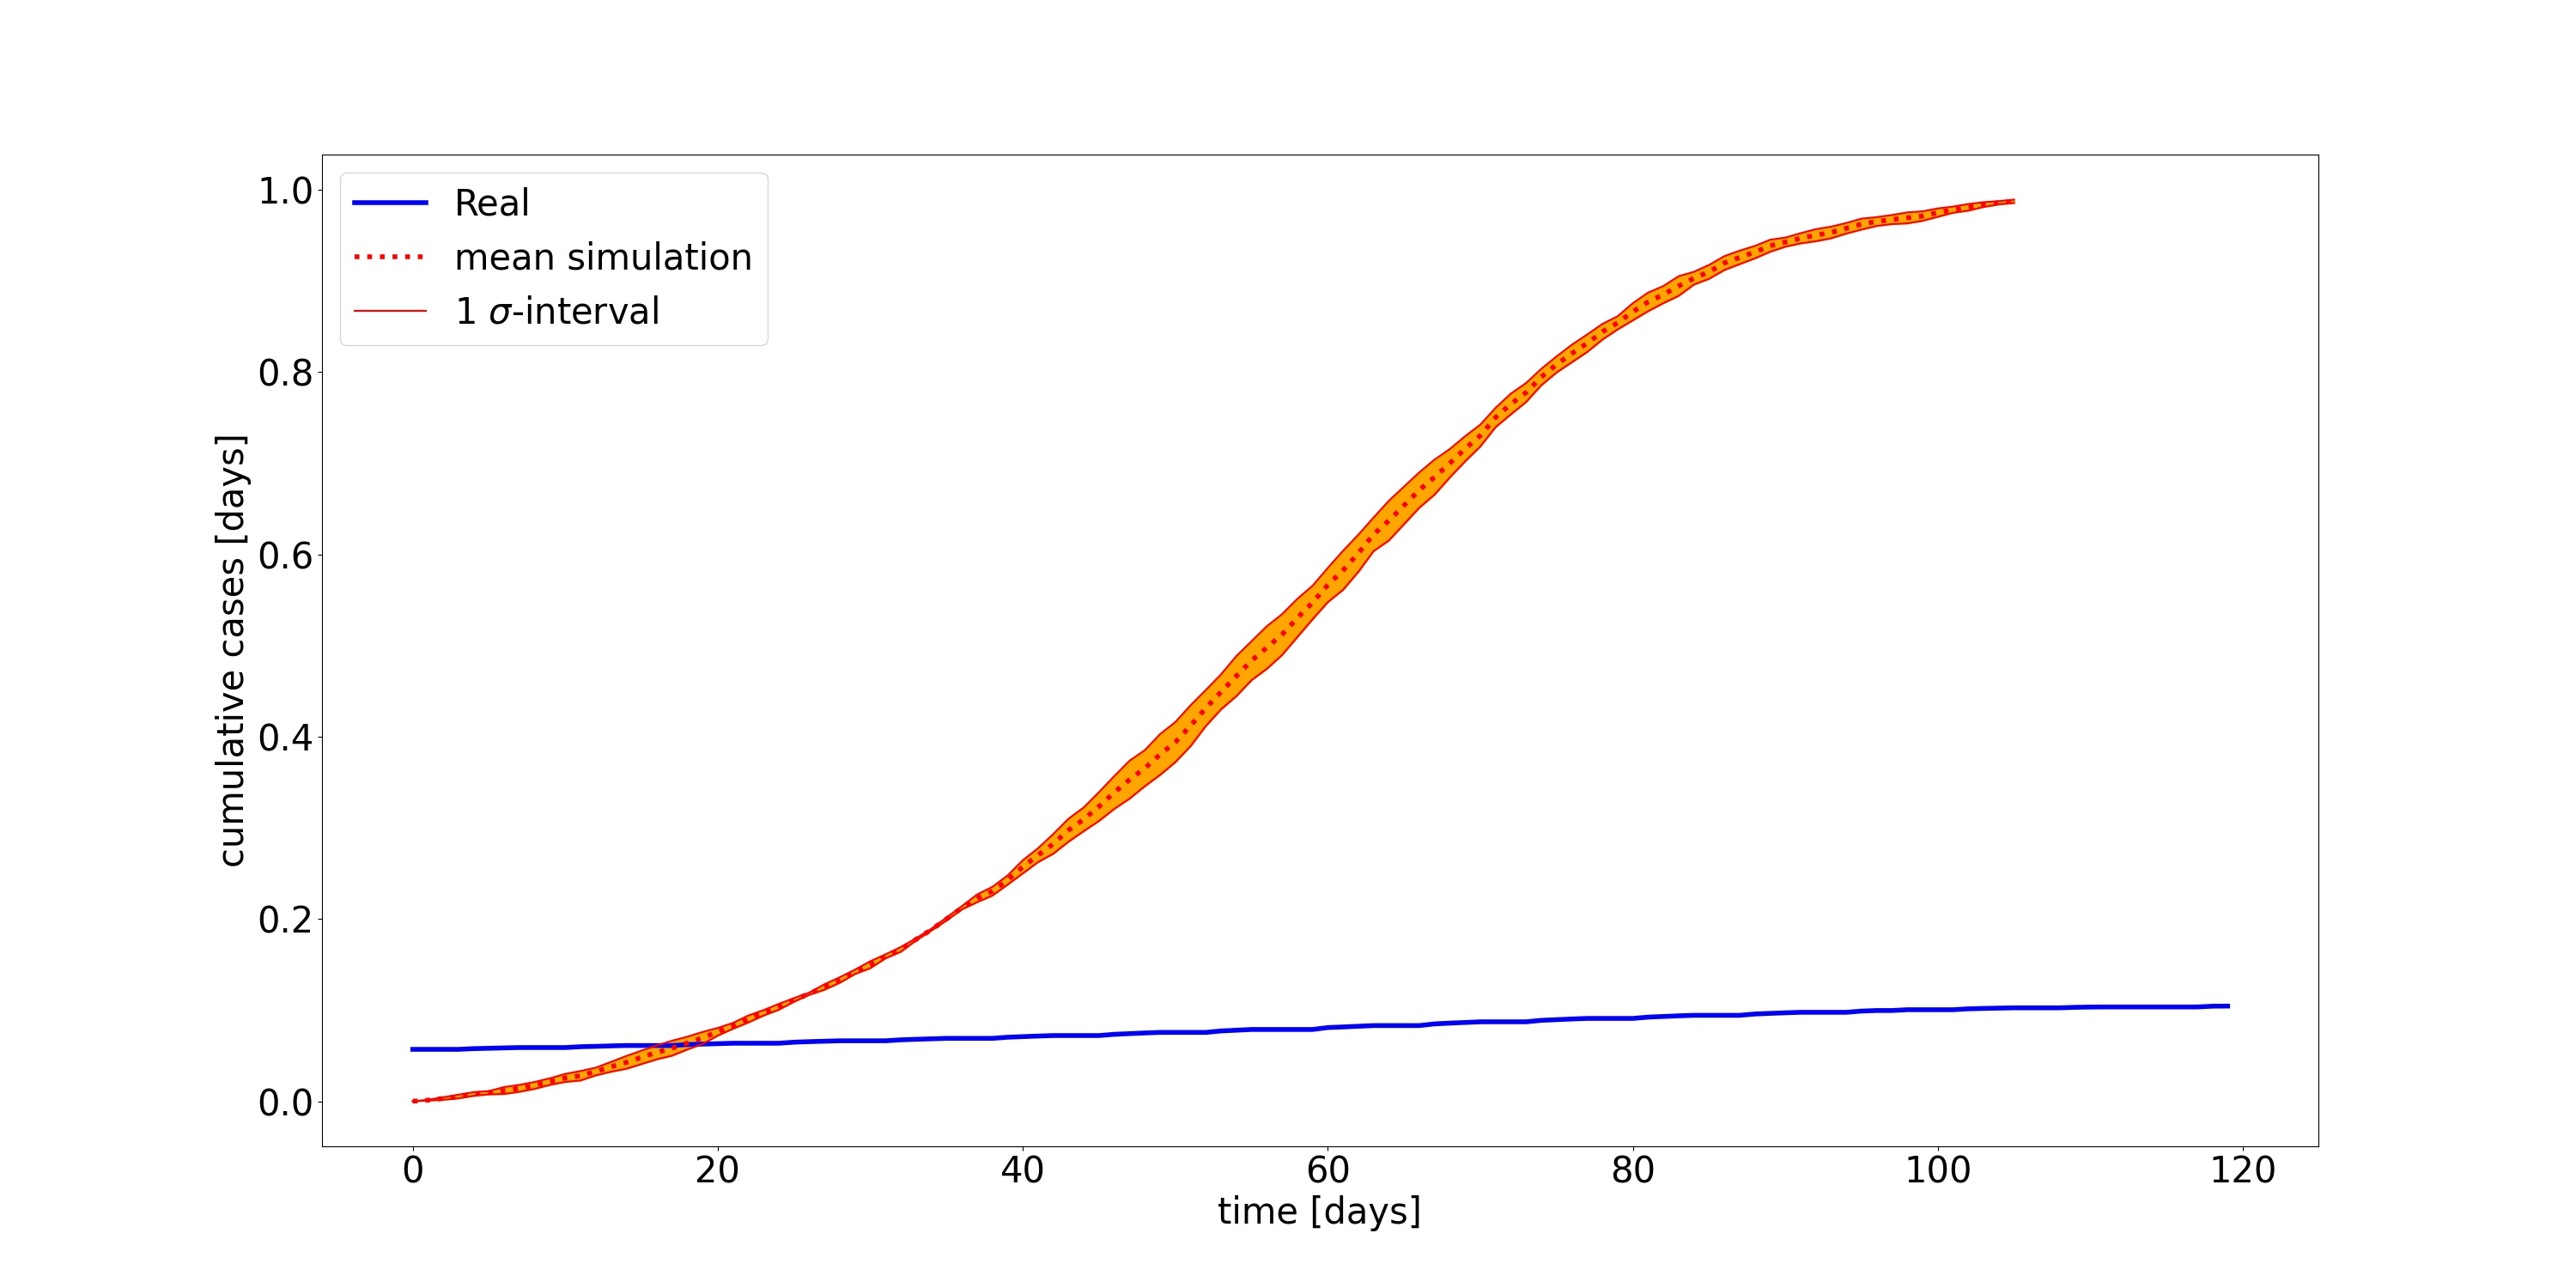 Real
mean simulation
1 σ-interval
1.0
0.8
0.6
0.4
0.2
0.0
cumulative cases [days]
0 20 40 60 80 100 120
time [days]